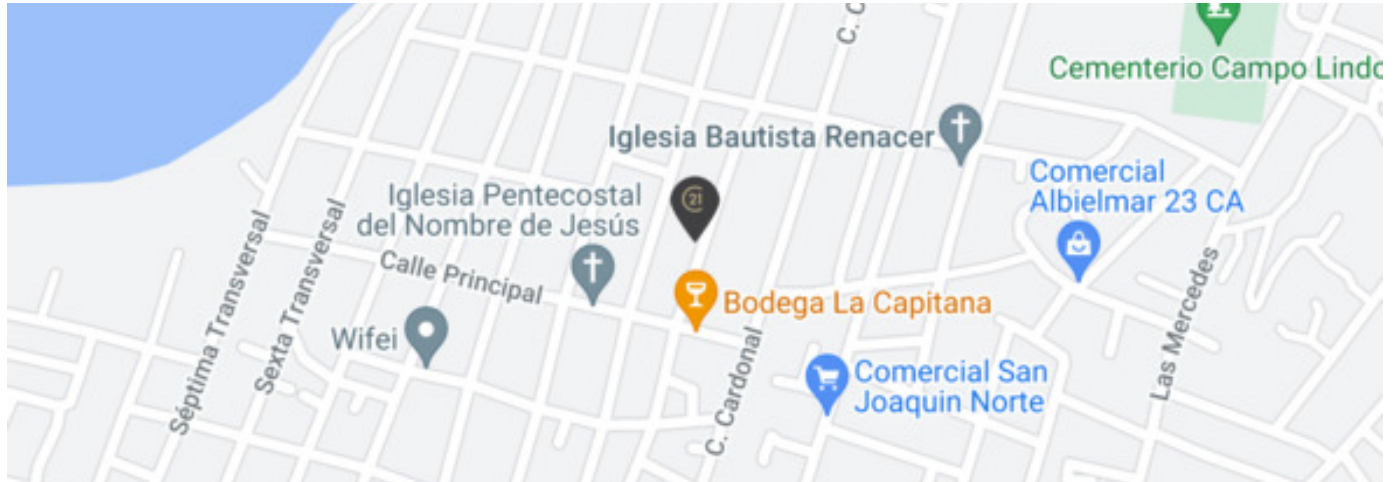 C. C
Cementerio Campo Lindo
Iglesia Bautista Renacer
Comercial
Albielmar 23 CA
Iglesia Pentecostal
del Nombre de Jesús
21
Calle Principal
Séptima Transversal
Sexta Transversal
Bodega La Capitana
Wifei
C. Cardonal
Comercial San
Joaquin Norte
Las Mercedes